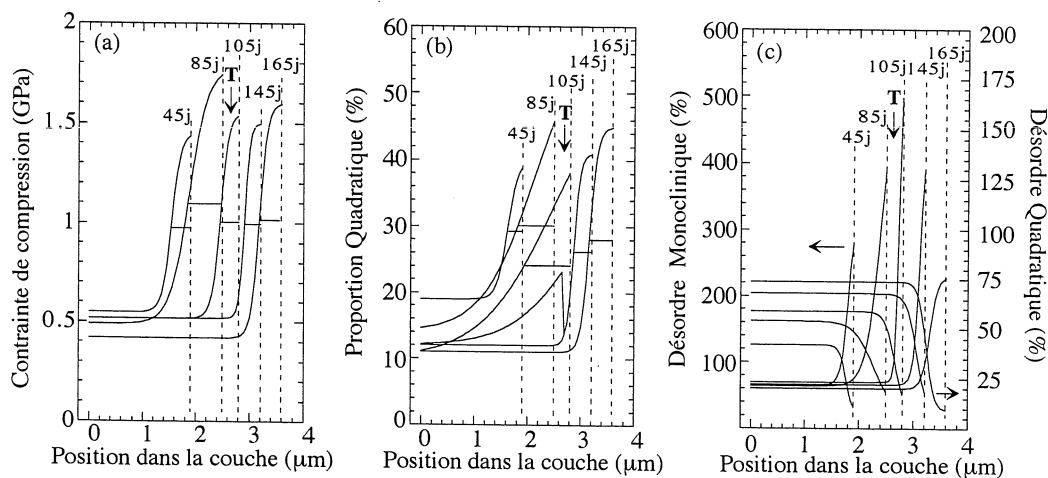 (a)
45j
85j
105j
T
145j
165j
2
1.5
1
0.5
0
Contrainte de compression (GPa)
0 1 2 3 4
Position dans la couche (µm)
(b)
45j
85j
105j
T
145j
165j
60
50
40
30
20
10
0
Proportion Quadratique (%)
0 1 2 3 4
Position dans la couche (µm)
(c)
45j
85j
T
105j
145j
165j
600
500
400
300
200
100
Désordre Monoclinique (%)
200
175
150
125
100
75
50
25
Désordre Quadratique (%)
0 1 2 3 4
Position dans la couche (µm)